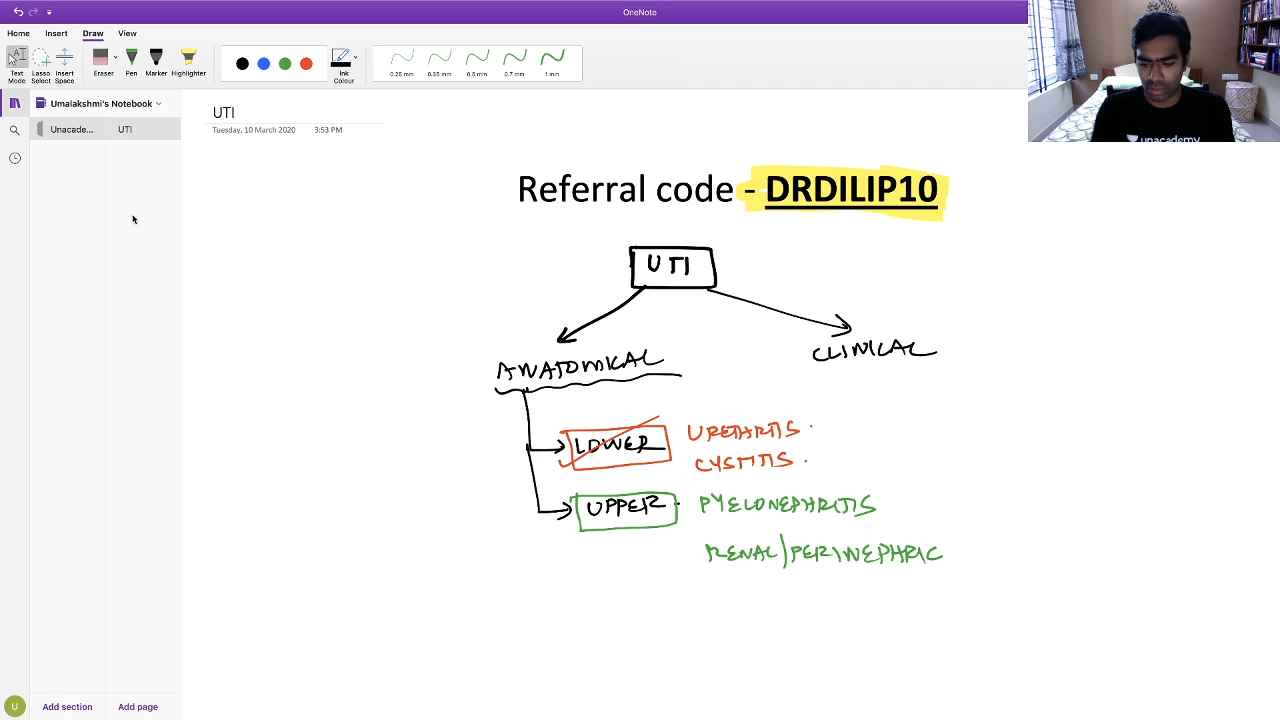 OneNote
Home Insert Draw View
Text Mode
Lasso Select
Insert Space
Eraser
Pen
Marker
Highlighter
Ink Colour
0.25 mm
0.35 mm
0.5 mm
0.7 mm
1 mm
Umalakshmi's Notebook
Unacade... UTI
UTI
Tuesday, 10 March 2020 3:53 PM
unacademy
Referral code - DRDILIP10
UTI
ANATOMICAL
CLINICAL
LOWER
URETHRITIS.
CYSTITIS.
UPPER - PYELONEPHRITIS
RENAL/PERINEPHRIC
U
Add section Add page